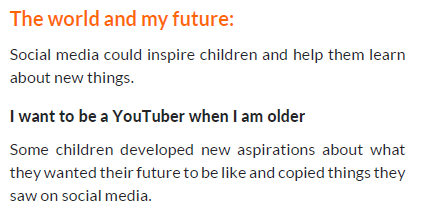 The world and my future:
Social media could inspire children and help them learn
about new things.
I want to be a YouTuber when I am older
Some children developed new aspirations about what
they wanted their future to be like and copied things they
saw on social media.